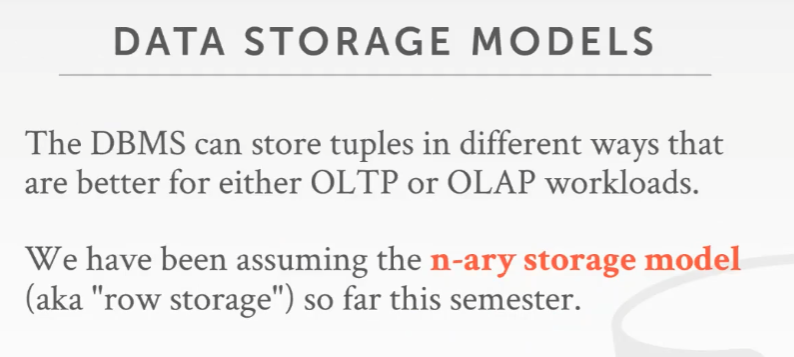 DATA STORAGE MODELS
The DBMS can store tuples in different ways that
are better for either OLTP or OLAP workloads.
We have been assuming the n-ary storage model
(aka "row storage") so far this semester.